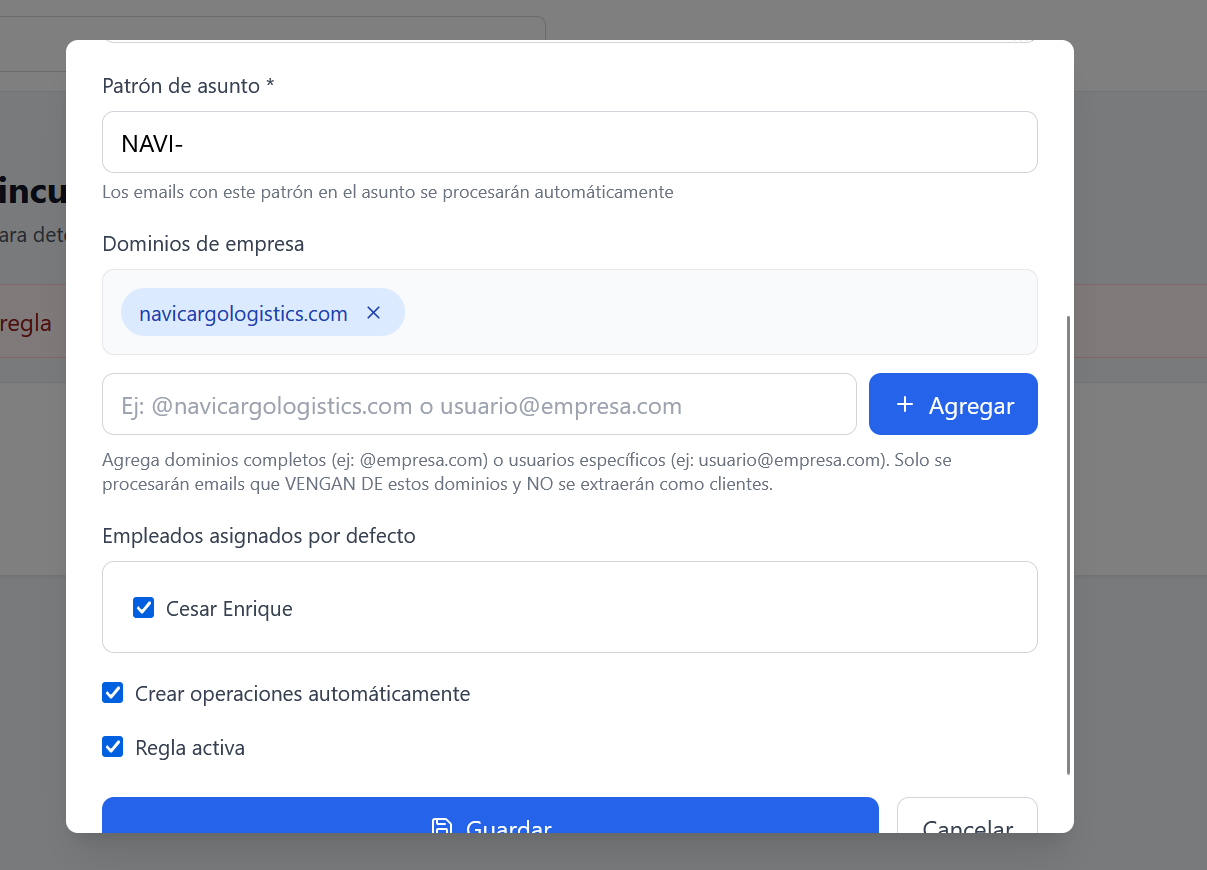 Patrón de asunto *
NAVI-
Los emails con este patrón en el asunto se procesarán automáticamente
incu
ara det
Dominios de empresa
navicargologistics.com ×
regla
Ej: @navicargologistics.com o usuario@empresa.com
+ Agregar
Agrega dominios completos (ej: @empresa.com) o usuarios específicos (ej: usuario@empresa.com). Solo se
procesarán emails que VENGAN DE estos dominios y NO se extraerán como clientes.
Empleados asignados por defecto
Cesar Enrique
Crear operaciones automáticamente
Regla activa
Guardar
Cancelar